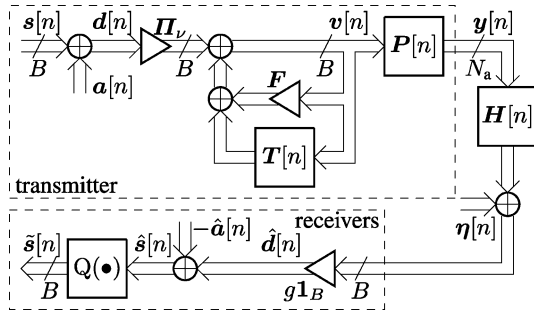 s[n] d[n] Π_ν v[n] y[n]
B B B P[n] N_a
a[n] F H[n]
T[n]
transmitter
receivers η[n]
s̃[n] ŝ[n] -â[n] d̂[n]
Q(•)
B g1_B B